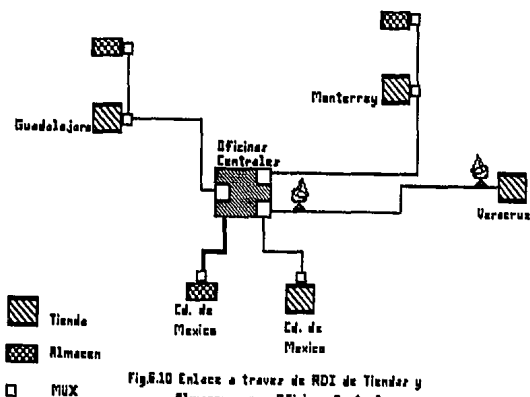 Monterrey
Guadalajara
Oficinas
Centrales
Veracruz
Cd. de
Mexico
Cd. de
Mexico
Tienda
Almacen
MUX
Fig.6.10 Enlace a traves de RDI de Tiendas y